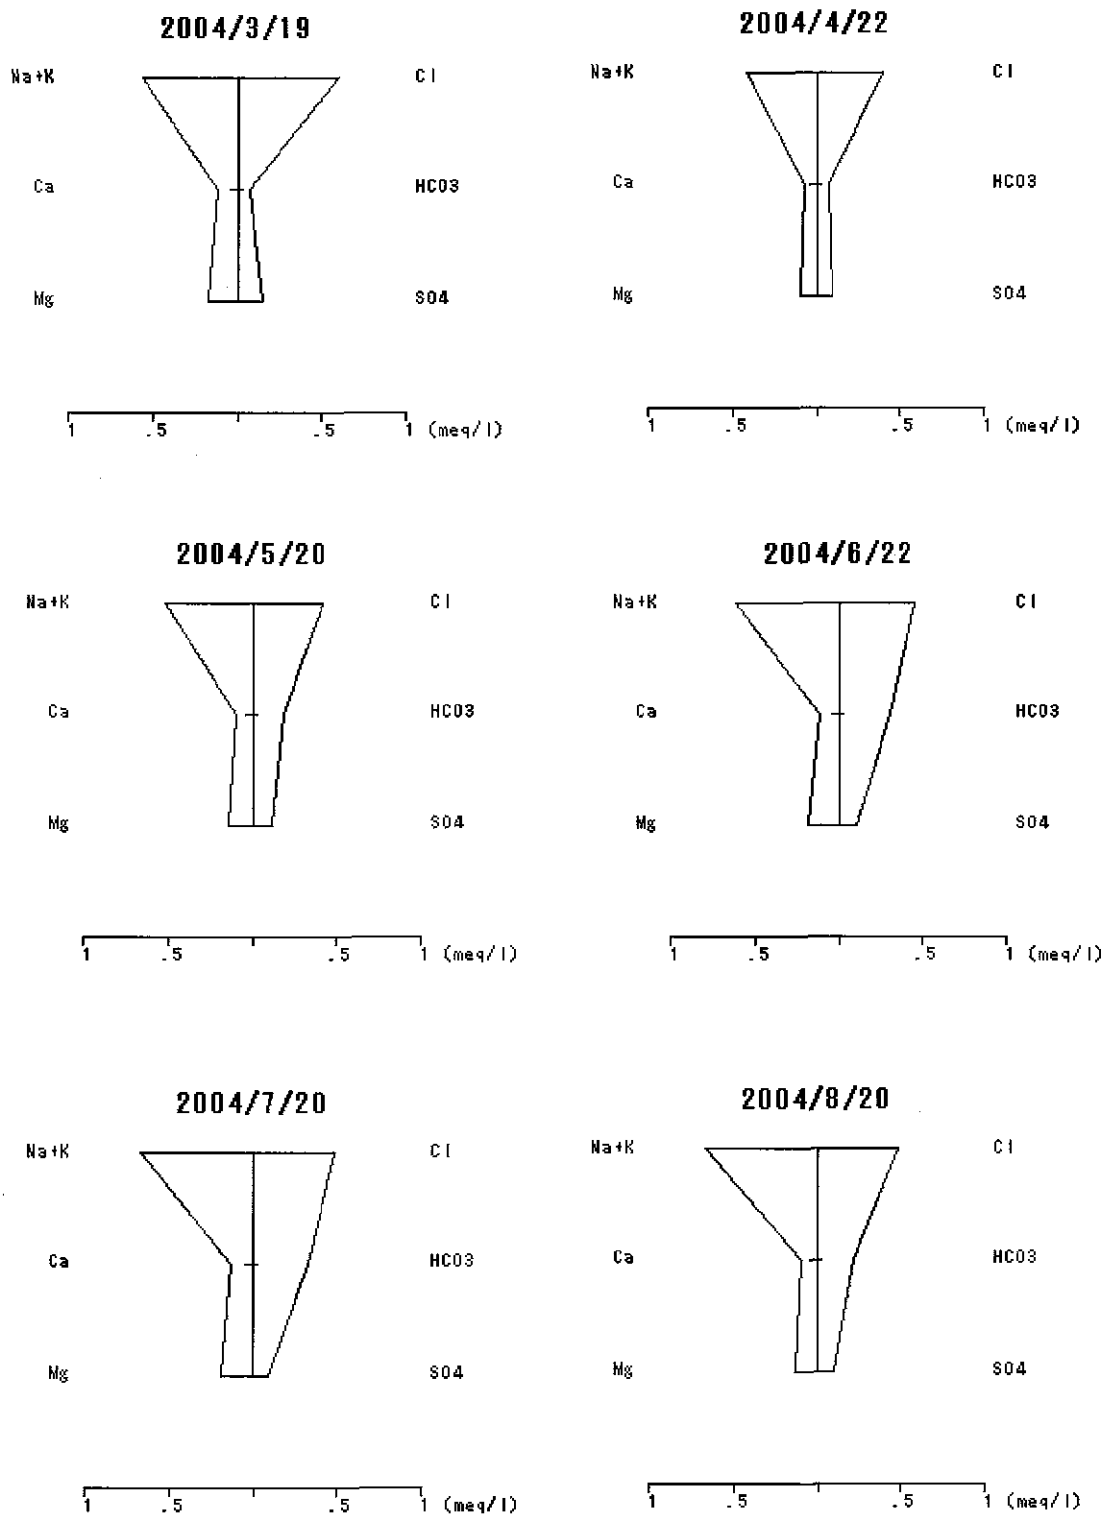 2004/3/19
Na+K Cl
Ca HCO3
Mg SO4
1 .5 .5 1 (meq/l)
2004/4/22
Na+K Cl
Ca HCO3
Mg SO4
1 .5 .5 1 (meq/l)
2004/5/20
Na+K Cl
Ca HCO3
Mg SO4
1 .5 .5 1 (meq/l)
2004/6/22
Na+K Cl
Ca HCO3
Mg SO4
1 .5 .5 1 (meq/l)
2004/7/20
Na+K Cl
Ca HCO3
Mg SO4
1 .5 .5 1 (meq/l)
2004/8/20
Na+K Cl
Ca HCO3
Mg SO4
1 .5 .5 1 (meq/l)